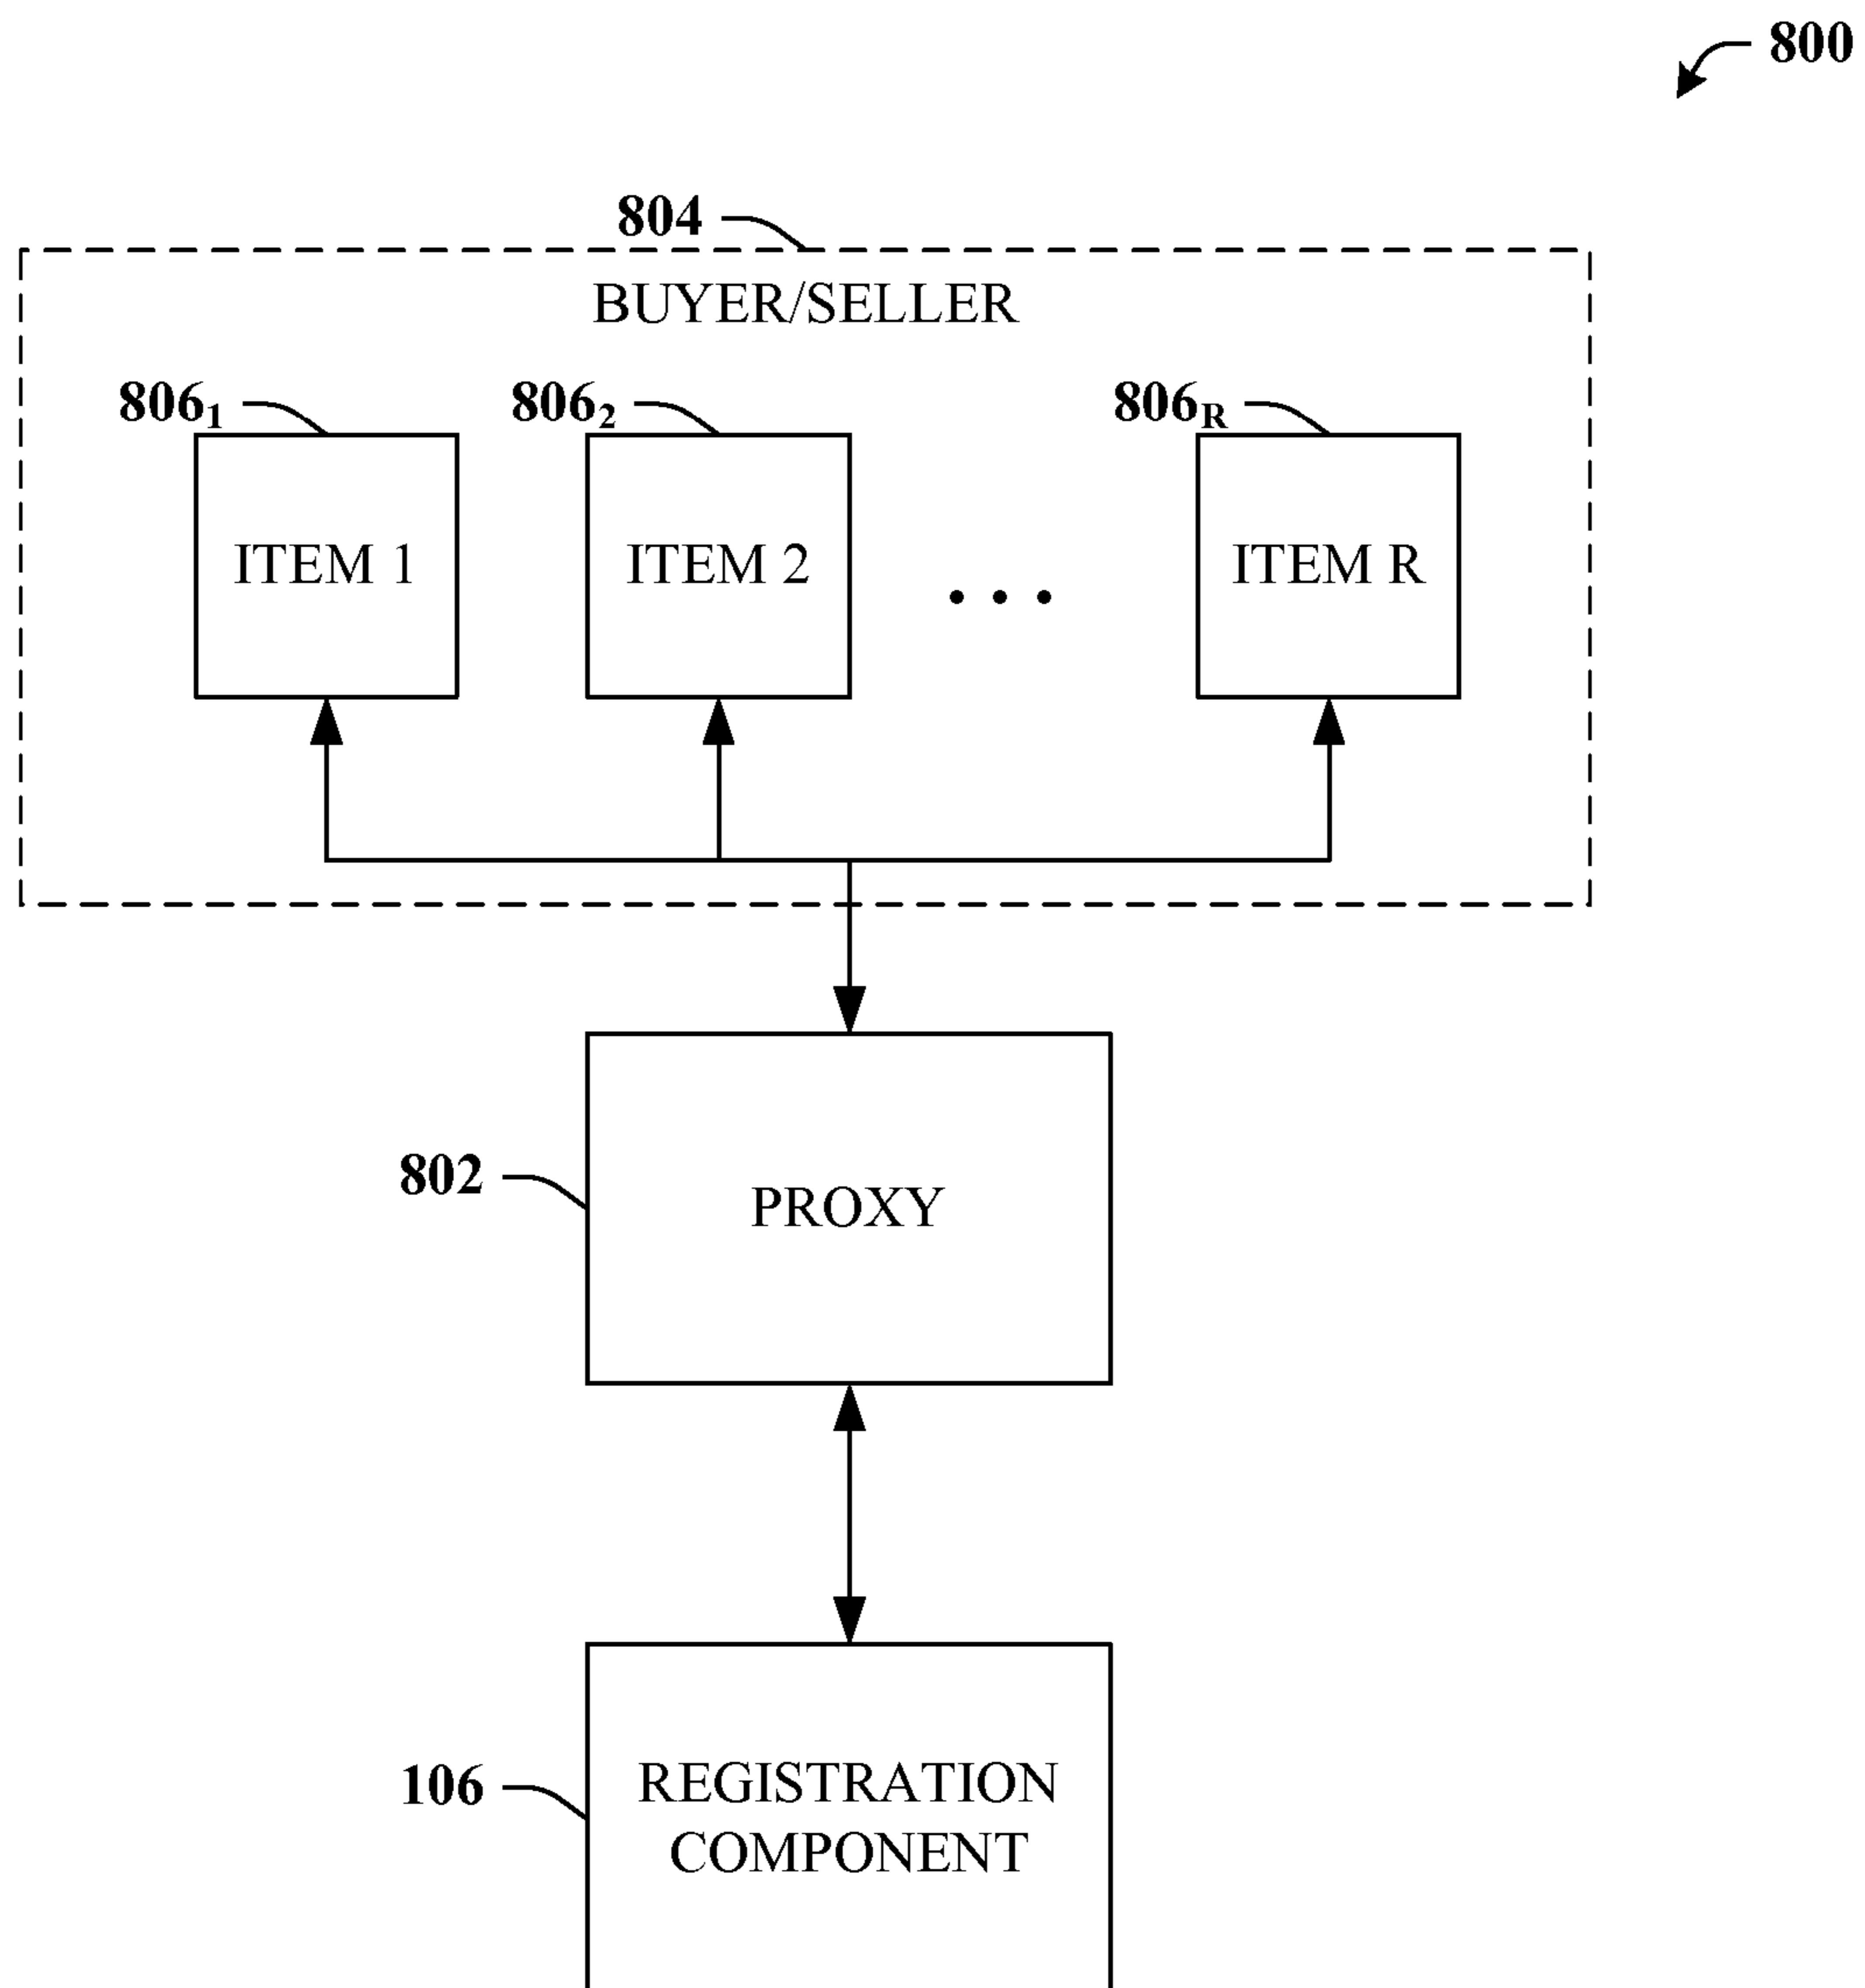 800
804
BUYER/SELLER
806₁ 806₂ 806R
ITEM 1 ITEM 2 . . . ITEM R
802
PROXY
106
REGISTRATION
COMPONENT